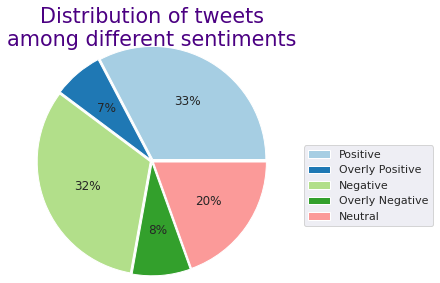 Distribution of tweets
among different sentiments
33%
7%
32%
20%
8%
Positive
Overly Positive
Negative
Overly Negative
Neutral